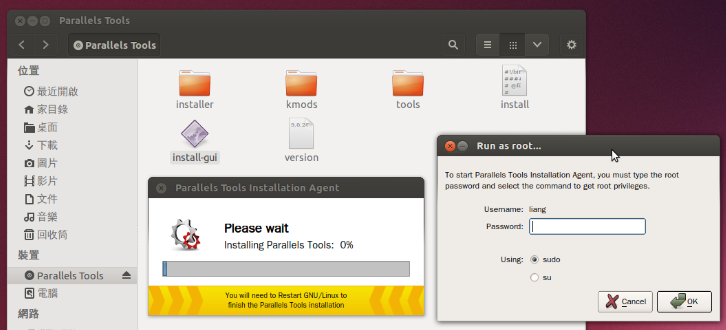 Parallels Tools
Parallels Tools
位置
最近開啟
家目錄
桌面
下載
圖片
影片
文件
音樂
回收筒
裝置
Parallels Tools
電腦
網路
installer
kmods
tools
#!/bi
install
install-gui
version
Parallels Tools Installation Agent
Please wait
Installing Parallels Tools: 0%
You will need to Restart GNU/Linux to
finish the Parallels Tools installation
Run as root...
To start Parallels Tools Installation Agent, you must type the root
password and select the command to get root privileges.
Username: liang
Password:
Using: sudo
su
Cancel
OK